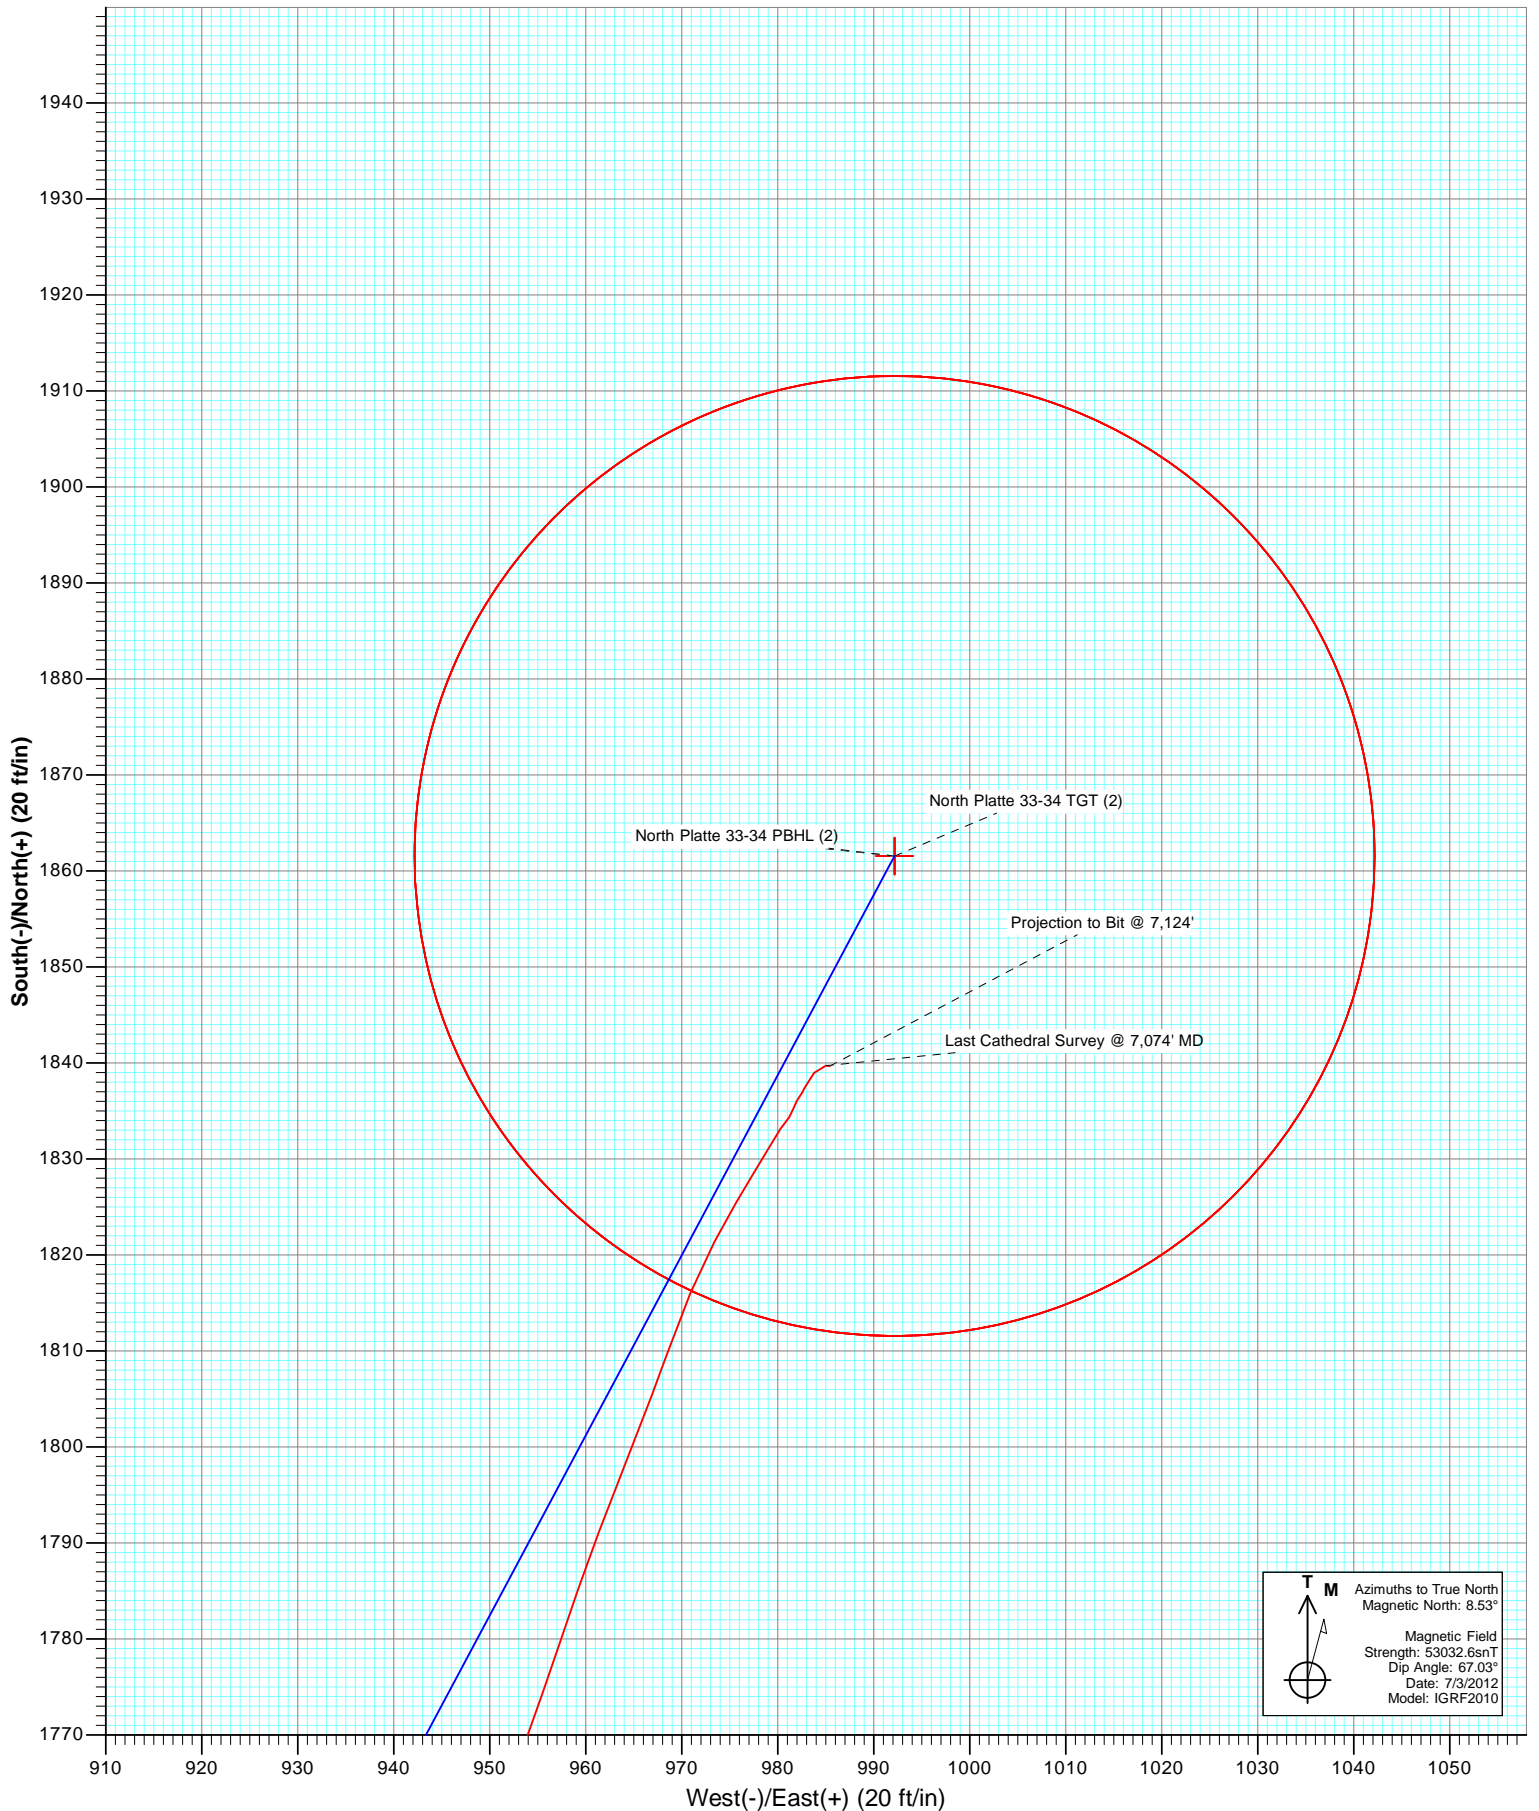 1940
1930
1920
1910
1900
1890
1880
1870
1860
1850
1840
1830
1820
1810
1800
1790
1780
1770
South(-)/North(+) (20 ft/in)
North Platte 33-34 TGT (2)
North Platte 33-34 PBHL (2)
Projection to Bit @ 7,124'
Last Cathedral Survey @ 7,074' MD
T
M
Azimuths to True North
Magnetic North: 8.53°
Magnetic Field
Strength: 53032.6snT
Dip Angle: 67.03°
Date: 7/3/2012
Model: IGRF2010
910 920 930 940 950 960 970 980 990 1000 1010 1020 1030 1040 1050
West(-)/East(+) (20 ft/in)